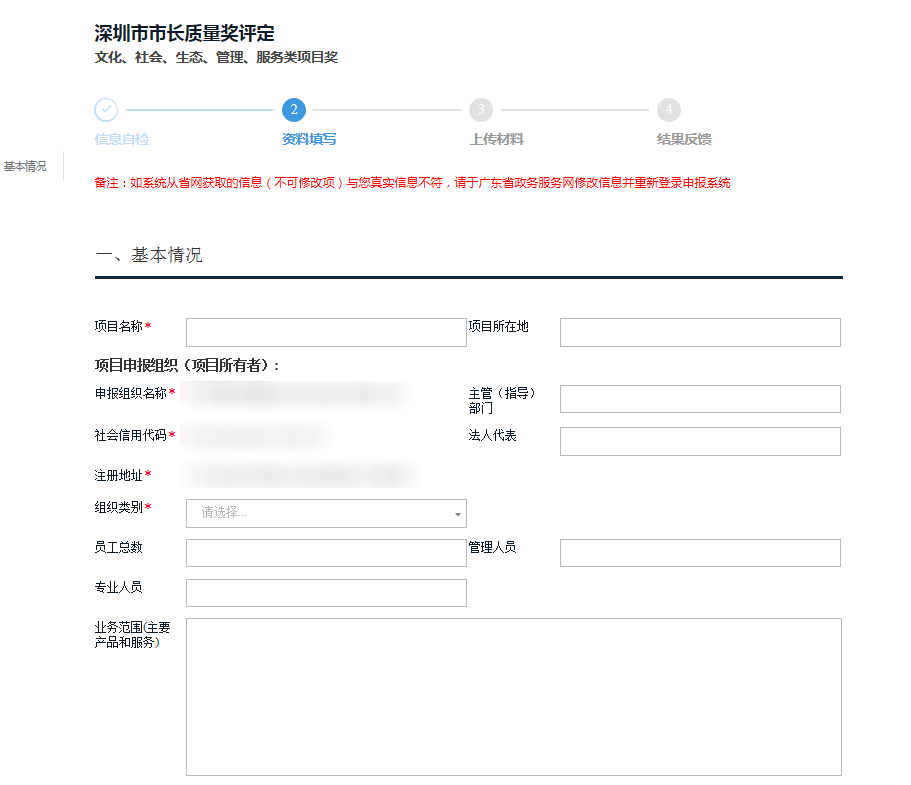 深圳市市长质量奖评定
文化、社会、生态、管理、服务类项目奖
2 3 4
信息自检 资料填写 上传材料 结果反馈
基本情况
备注：如系统从省网获取的信息（不可修改项）与您真实信息不符，请于广东省政务服务网修改信息并重新登录申报系统
一、基本情况
项目名称* 项目所在地
项目申报组织（项目所有者）:
申报组织名称* 主管（指导）
部门
社会信用代码* 法人代表
注册地址*
组织类别* 请选择...
员工总数 管理人员
专业人员
业务范围(主要
产品和服务)